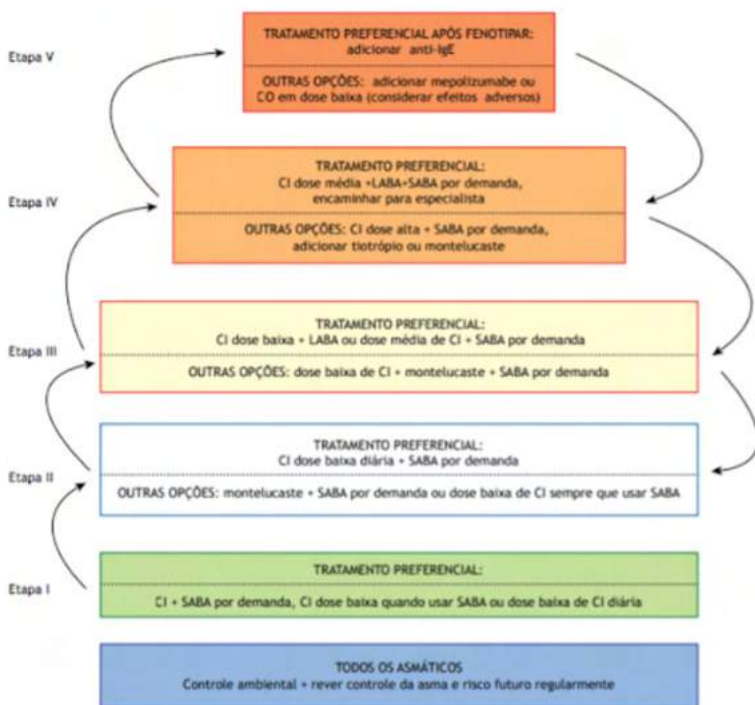 Etapa V
TRATAMENTO PREFERENCIAL APÓS FENOTIPAR:
adicionar anti-IgE
OUTRAS OPÇÕES: adicionar mepolizumabe ou
CO em dose baixa (considerar efeitos adversos)
Etapa IV
TRATAMENTO PREFERENCIAL:
CI dose média +LABA+SABA por demanda,
encaminhar para especialista
OUTRAS OPÇÕES: CI dose alta + SABA por demanda,
adicionar tiotrópio ou montelucaste
Etapa III
TRATAMENTO PREFERENCIAL:
CI dose baixa + LABA ou dose média de CI + SABA por demanda
OUTRAS OPÇÕES: dose baixa de CI + montelucaste + SABA por demanda
Etapa II
TRATAMENTO PREFERENCIAL:
CI dose baixa diária + SABA por demanda
OUTRAS OPÇÕES: montelucaste + SABA por demanda ou dose baixa de CI sempre que usar SABA
Etapa I
TRATAMENTO PREFERENCIAL:
CI + SABA por demanda, CI dose baixa quando usar SABA ou dose baixa de CI diária
TODOS OS ASMÁTICOS
Controle ambiental + rever controle da asma e risco futuro regularmente